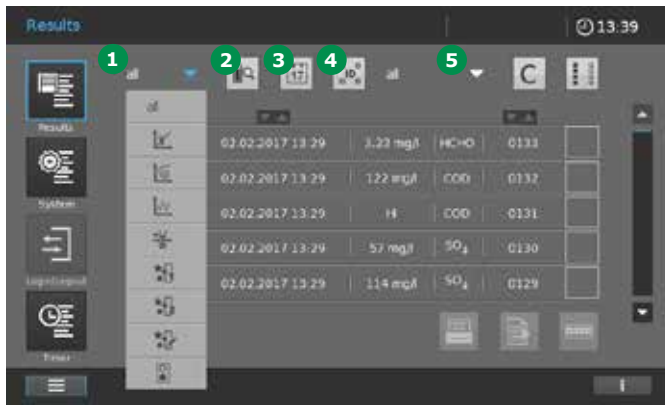 Results 13:39
1 2 3 4 5
all all C
17 ID
all
Results
02.02.2017 13:29 3.23 mg/l HCHO 0133
02.02.2017 13:29 122 mg/l COD 0132
System
02.02.2017 13:29 HI COD 0131
02.02.2017 13:29 57 mg/l SO4 0130
Login/Logout
02.02.2017 13:29 114 mg/l SO4 0129
Timer
i